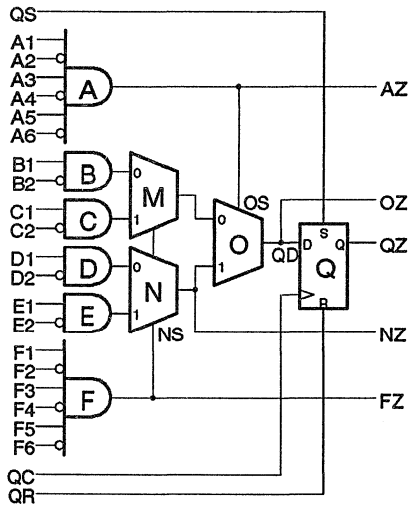 QS
A1
A2
A3
A4
A5
A6
A
AZ
B1
B2
B
0
M
1
C1
C2
C
OS
0
O
1
OZ
S
D Q
QD
Q
R
QZ
D1
D2
D
0
N
1
E1
E2
E
NS
NZ
F1
F2
F3
F4
F5
F6
F
FZ
QC
QR